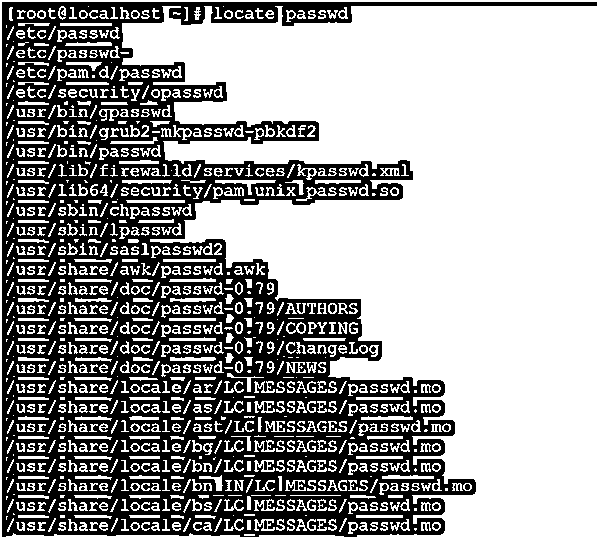 [root@localhost ~]# locate passwd
/etc/passwd
/etc/passwd-
/etc/pam.d/passwd
/etc/security/opasswd
/usr/bin/gpasswd
/usr/bin/grub2-mkpasswd-pbkdf2
/usr/bin/passwd
/usr/lib/firewalld/services/kpasswd.xml
/usr/lib64/security/pam_unix_passwd.so
/usr/sbin/chpasswd
/usr/sbin/lpasswd
/usr/sbin/saslpasswd2
/usr/share/awk/passwd.awk
/usr/share/doc/passwd-0.79
/usr/share/doc/passwd-0.79/AUTHORS
/usr/share/doc/passwd-0.79/COPYING
/usr/share/doc/passwd-0.79/ChangeLog
/usr/share/doc/passwd-0.79/NEWS
/usr/share/locale/ar/LC_MESSAGES/passwd.mo
/usr/share/locale/as/LC_MESSAGES/passwd.mo
/usr/share/locale/ast/LC_MESSAGES/passwd.mo
/usr/share/locale/bg/LC_MESSAGES/passwd.mo
/usr/share/locale/bn/LC_MESSAGES/passwd.mo
/usr/share/locale/bn_IN/LC_MESSAGES/passwd.mo
/usr/share/locale/bs/LC_MESSAGES/passwd.mo
/usr/share/locale/ca/LC_MESSAGES/passwd.mo